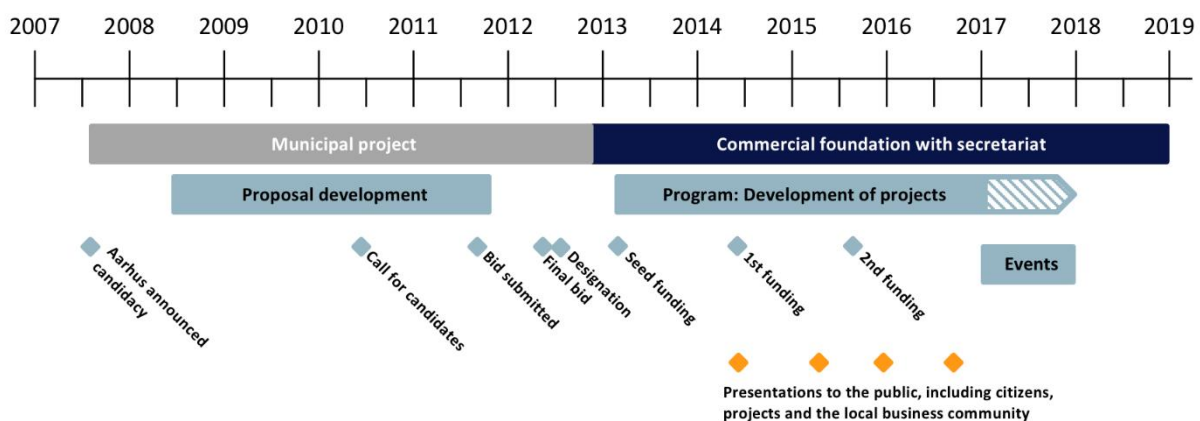 2007 2008 2009 2010 2011 2012 2013 2014 2015 2016 2017 2018 2019
Municipal project
Commercial foundation with secretariat
Proposal development
Program: Development of projects
Aarhus announced
candidacy
Call for candidates
Bid submitted
Final bid
Designation
Seed funding
1st funding
2nd funding
Events
Presentations to the public, including citizens,
projects and the local business community